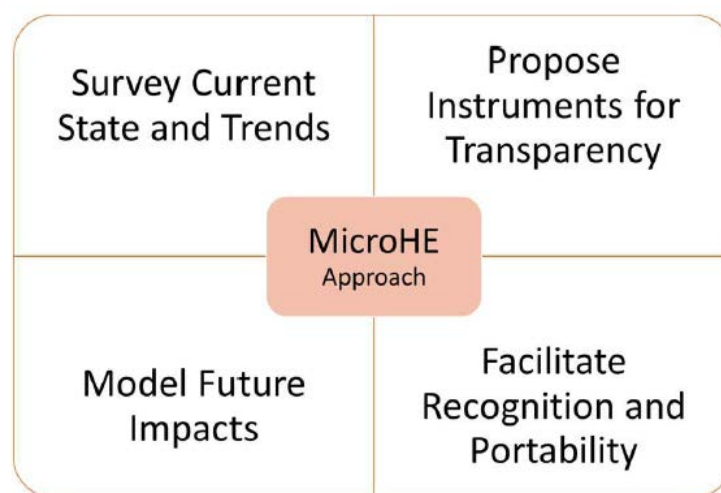 Survey Current
State and Trends
Propose
Instruments for
Transparency
MicroHE
Approach
Model Future
Impacts
Facilitate
Recognition and
Portability